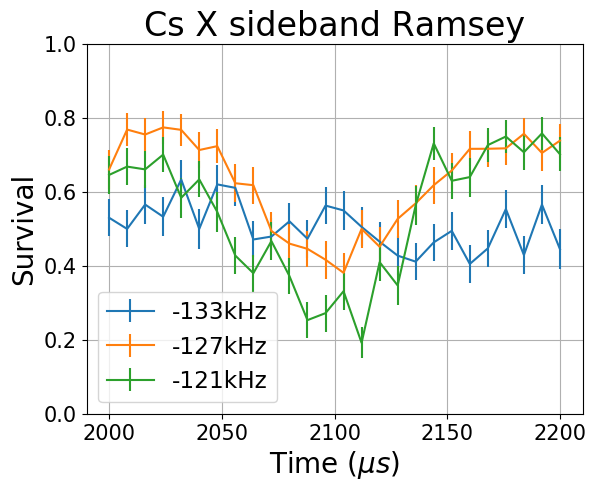 Cs X sideband Ramsey
1.0
0.8
0.6
0.4
0.2
0.0
Survival
-133kHz
-127kHz
-121kHz
2000 2050 2100 2150 2200
Time (μs)